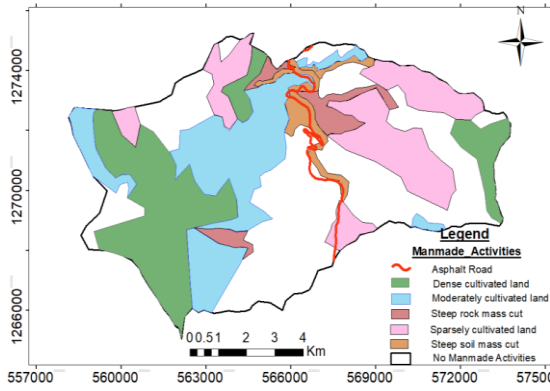 N
1274000
1270000
1266000
Legend
Manmade_Activities
Asphalt Road
Dense cultivated land
Moderately cultivated land
Steep rock mass cut
Sparsely cultivated land
Steep soil mass cut
No Manmade Activities
0 0.5 1 2 3 4
Km
557000 560000 563000 566000 569000 572000 575000